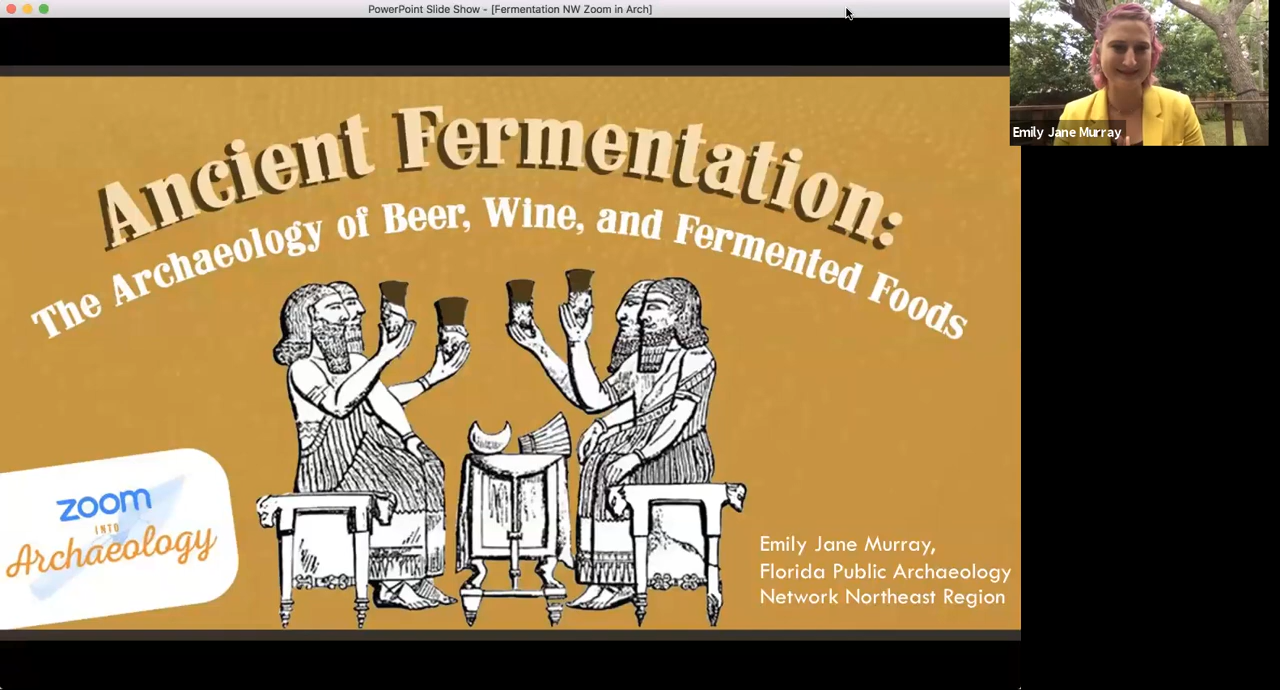 PowerPoint Slide Show - [Fermentation NW Zoom in Arch]
Emily Jane Murray
Ancient Fermentation:
The Archaeology of Beer, Wine, and Fermented Foods
zoom
INTO
Archaeology
Emily Jane Murray,
Florida Public Archaeology
Network Northeast Region